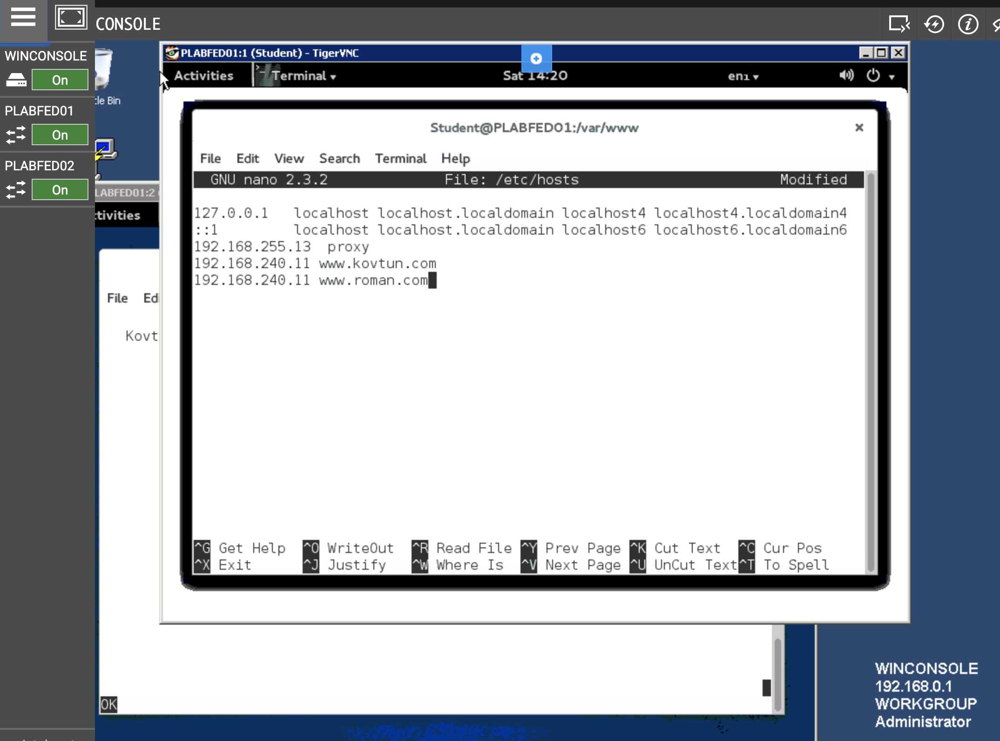 CONSOLE
WINCONSOLE
On
PLABFED01
On
PLABFED02
On
cle Bin
LABFED01:2
tivities
File Edi
Kovt
OK
PLABFED01:1 (Student) - TigerVNC
Activities
Terminal
Sat 14:20
en1
Student@PLABFED01:/var/www
File Edit View Search Terminal Help
GNU nano 2.3.2 File: /etc/hosts Modified
127.0.0.1 localhost localhost.localdomain localhost4 localhost4.localdomain4
::1 localhost localhost.localdomain localhost6 localhost6.localdomain6
192.168.255.13 proxy
192.168.240.11 www.kovtun.com
192.168.240.11 www.roman.com
^G Get Help ^O WriteOut ^R Read File ^Y Prev Page ^K Cut Text ^C Cur Pos
^X Exit ^J Justify ^W Where Is ^V Next Page ^U UnCut Text ^T To Spell
WINCONSOLE
192.168.0.1
WORKGROUP
Administrator